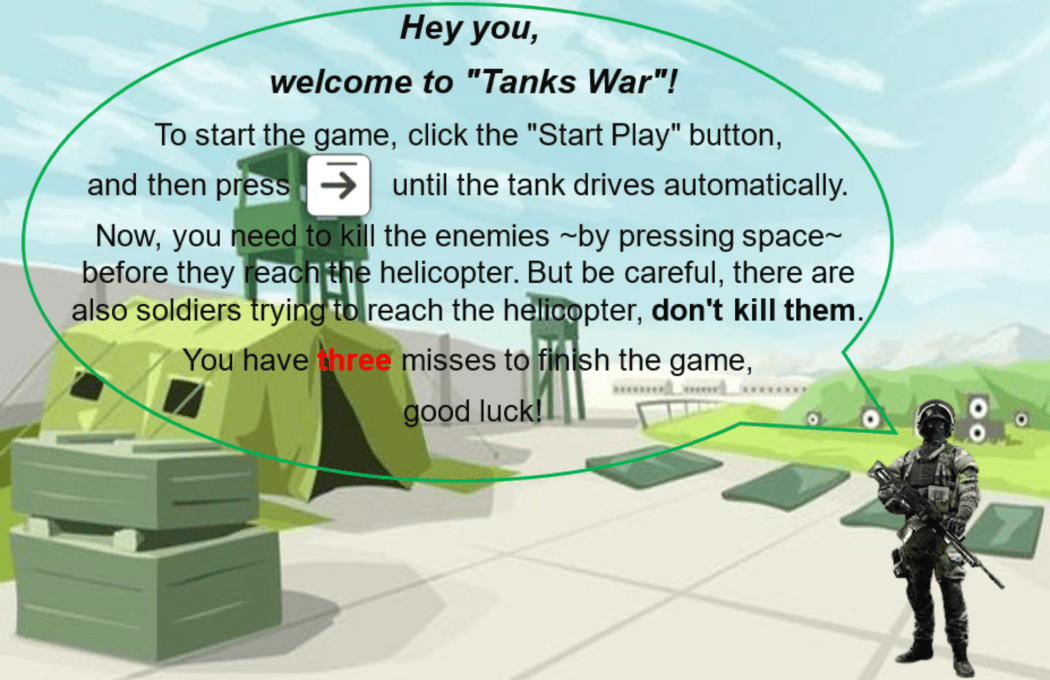 Hey you,
welcome to "Tanks War"!
To start the game, click the "Start Play" button,
and then press → until the tank drives automatically.
Now, you need to kill the enemies ~by pressing space~
before they reach the helicopter. But be careful, there are
also soldiers trying to reach the helicopter, don't kill them.
You have three misses to finish the game,
good luck!